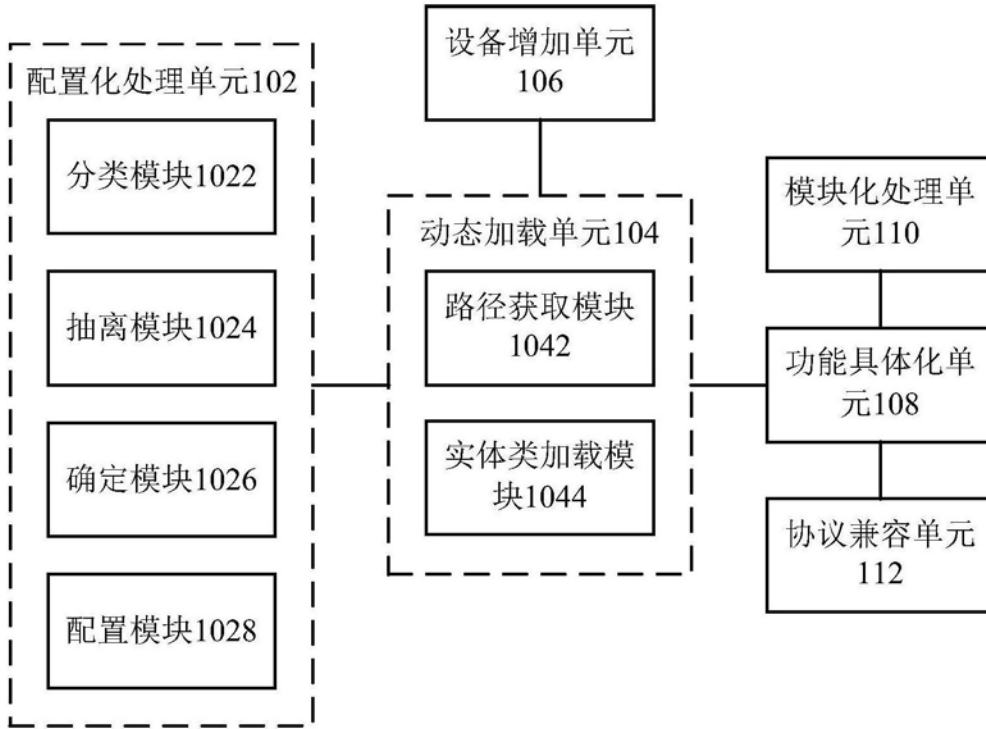 配置化处理单元102
分类模块1022
抽离模块1024
确定模块1026
配置模块1028
设备增加单元
106
动态加载单元104
路径获取模块
1042
实体类加载模
块1044
模块化处理单
元110
功能具体化单
元108
协议兼容单元
112